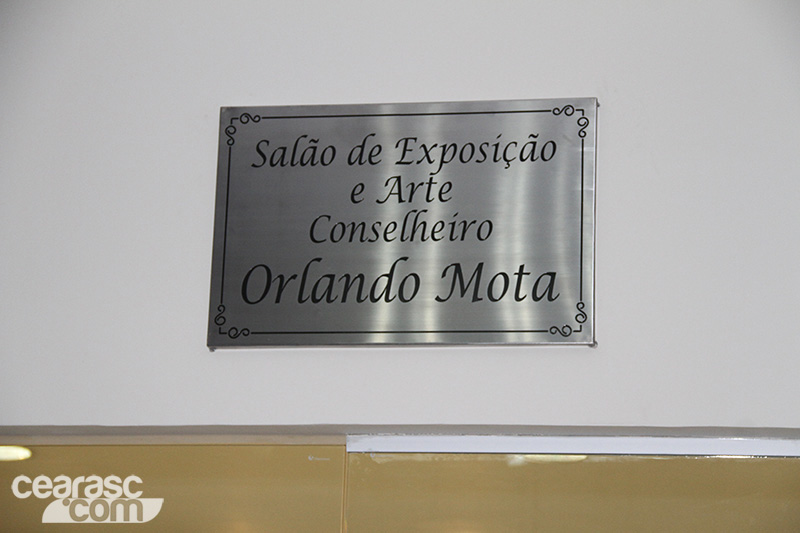 Salão de Exposição
e Arte
Conselheiro
Orlando Mota
cearasc
.com